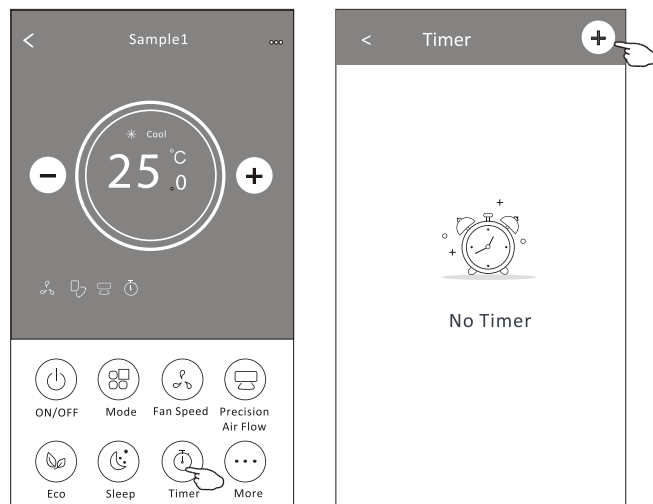 Sample1
Cool
25.0 °C
ON/OFF Mode Fan Speed Precision
Air Flow
Eco Sleep Timer More
Timer
No Timer